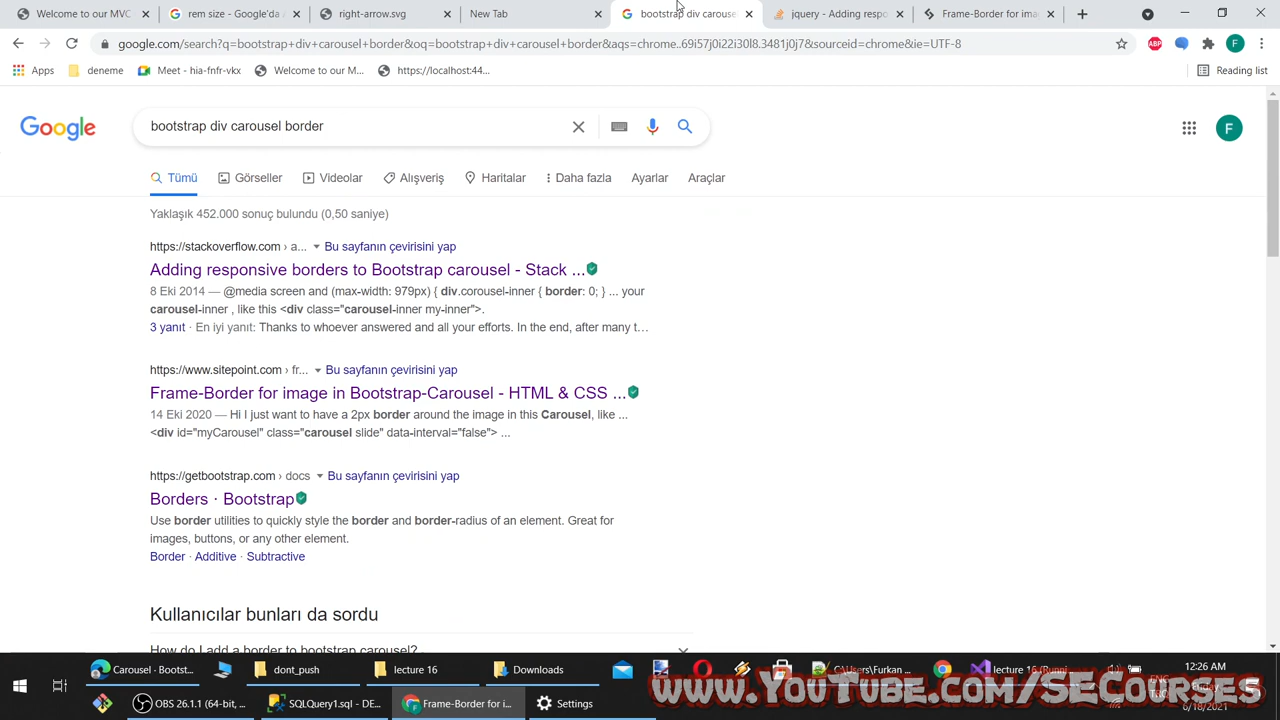 Welcome to our MVC
rem size - Google'da A
right-arrow.svg
New Tab
bootstrap div carouse
jquery - Adding respo
Frame-Border for ima
google.com/search?q=bootstrap+div+carousel+border&oq=bootstrap+div+carousel+border&aqs=chrome..69i57j0i22i30l8.3481j0j7&sourceid=chrome&ie=UTF-8
ABP
F
Apps
deneme
Meet - hia-fnfr-vkx
Welcome to our M...
https://localhost:44...
Reading list
Google
bootstrap div carousel border
F
Tümü
Görseller
Videolar
Alışveriş
Haritalar
Daha fazla
Ayarlar
Araçlar
Yaklaşık 452.000 sonuç bulundu (0,50 saniye)
https://stackoverflow.com › a... Bu sayfanın çevirisini yap
Adding responsive borders to Bootstrap carousel - Stack ...
8 Eki 2014 — @media screen and (max-width: 979px) { div.corousel-inner { border: 0; } ... your
carousel-inner , like this <div class="carousel-inner my-inner">.
3 yanıt · En iyi yanıt: Thanks to whoever answered and all your efforts. In the end, after many t…
https://www.sitepoint.com › fr... Bu sayfanın çevirisini yap
Frame-Border for image in Bootstrap-Carousel - HTML & CSS ...
14 Eki 2020 — Hi I just want to have a 2px border around the image in this Carousel, like ...
<div id="myCarousel" class="carousel slide" data-interval="false"> ...
https://getbootstrap.com › docs Bu sayfanın çevirisini yap
Borders · Bootstrap
Use border utilities to quickly style the border and border-radius of an element. Great for
images, buttons, or any other element.
Border · Additive · Subtractive
Kullanıcılar bunları da sordu
How do I add a border to bootstrap carousel?
Carousel · Bootst...
dont_push
lecture 16
Downloads
C:\Users\Furkan ...
lecture 16 (Runni...
12:26 AM
ENG
Friday
6/18/2021
OBS 26.1.1 (64-bit, ...
SQLQuery1.sql - DE...
Frame-Border for i...
Settings
www.YouTube.com/SECourses